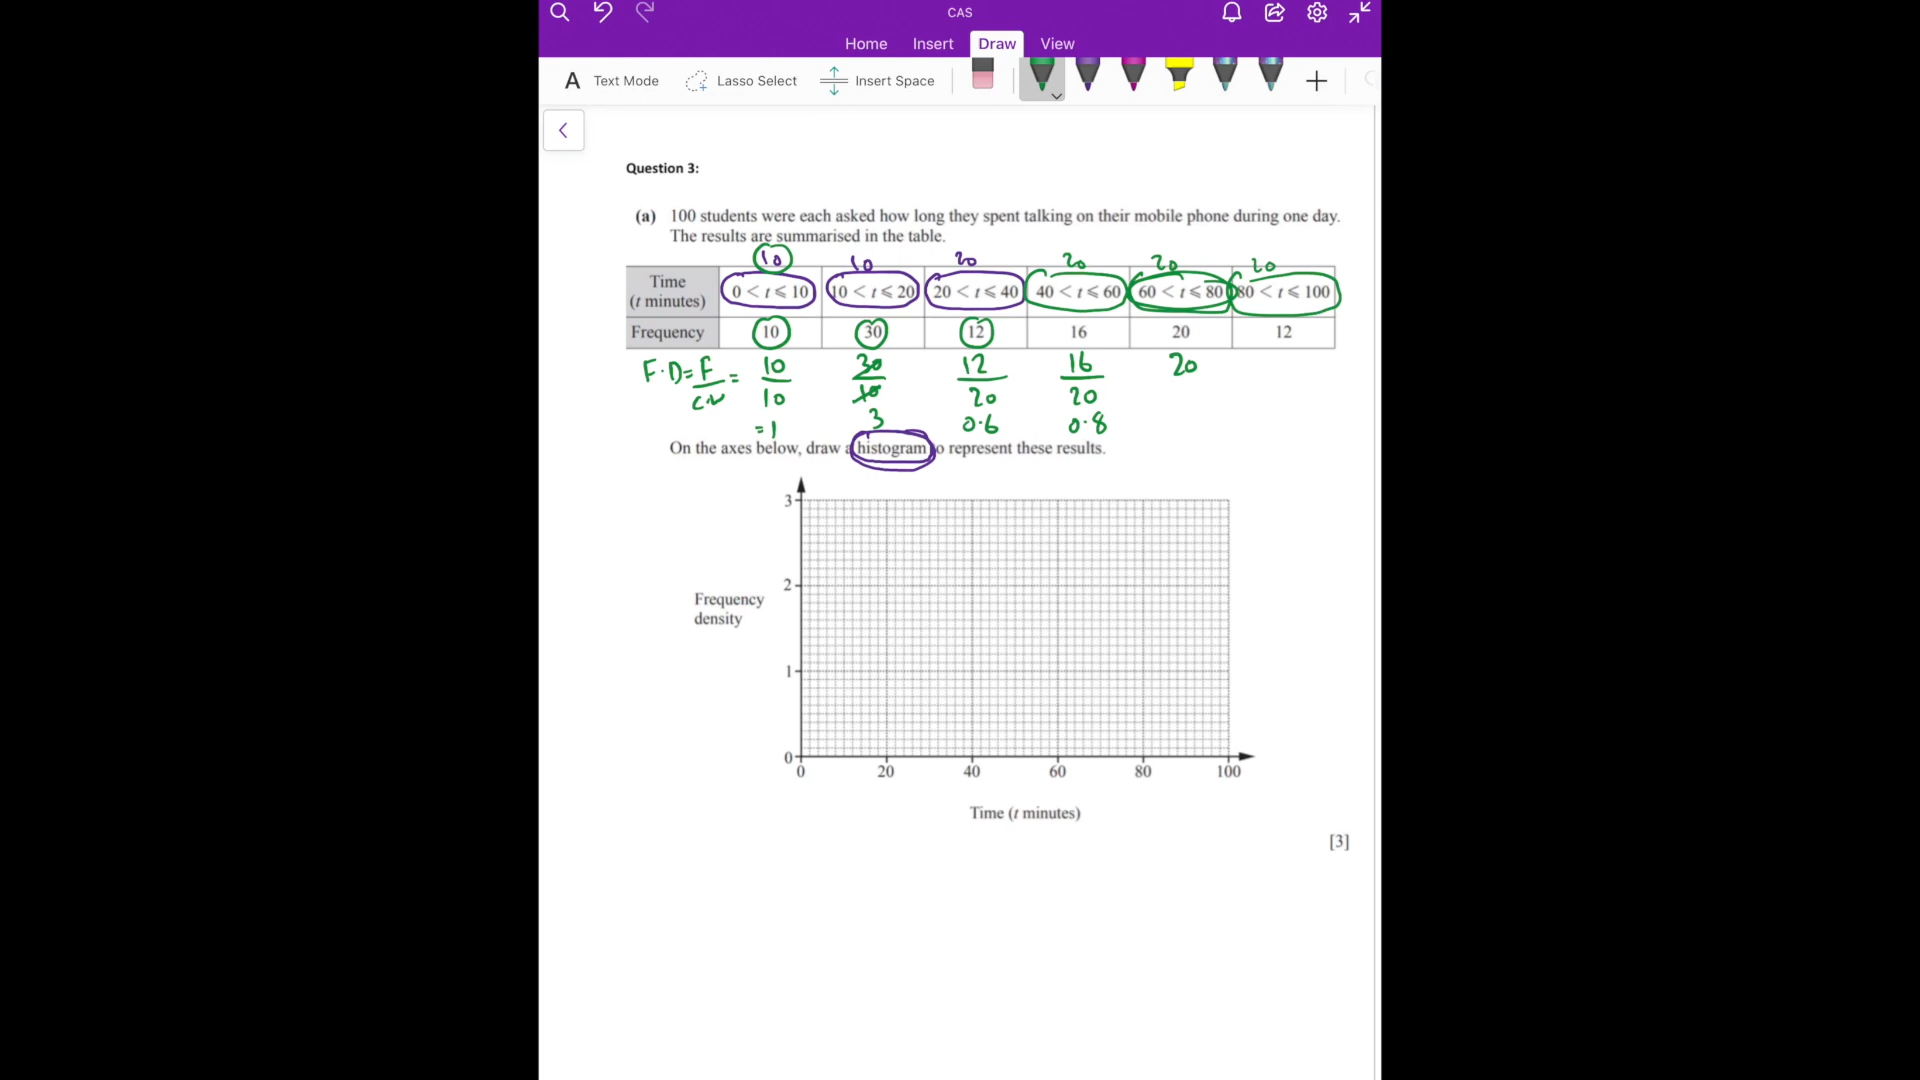 CAS
Home Insert Draw View
A Text Mode Lasso Select Insert Space
Question 3:
(a) 100 students were each asked how long they spent talking on their mobile phone during one day.
The results are summarised in the table.
10 10 20 20 20 20
Time (t minutes) 0 < t ⩽ 10 10 < t ⩽ 20 20 < t ⩽ 40 40 < t ⩽ 60 60 < t ⩽ 80 80 < t ⩽ 100
Frequency 10 30 12 16 20 12
F.D = F/C.W = 10/10 30/10 12/20 16/20 20
= 1 3 0.6 0.8
On the axes below, draw a histogram to represent these results.
3
2
Frequency
density
1
0
0 20 40 60 80 100
Time (t minutes)
[3]